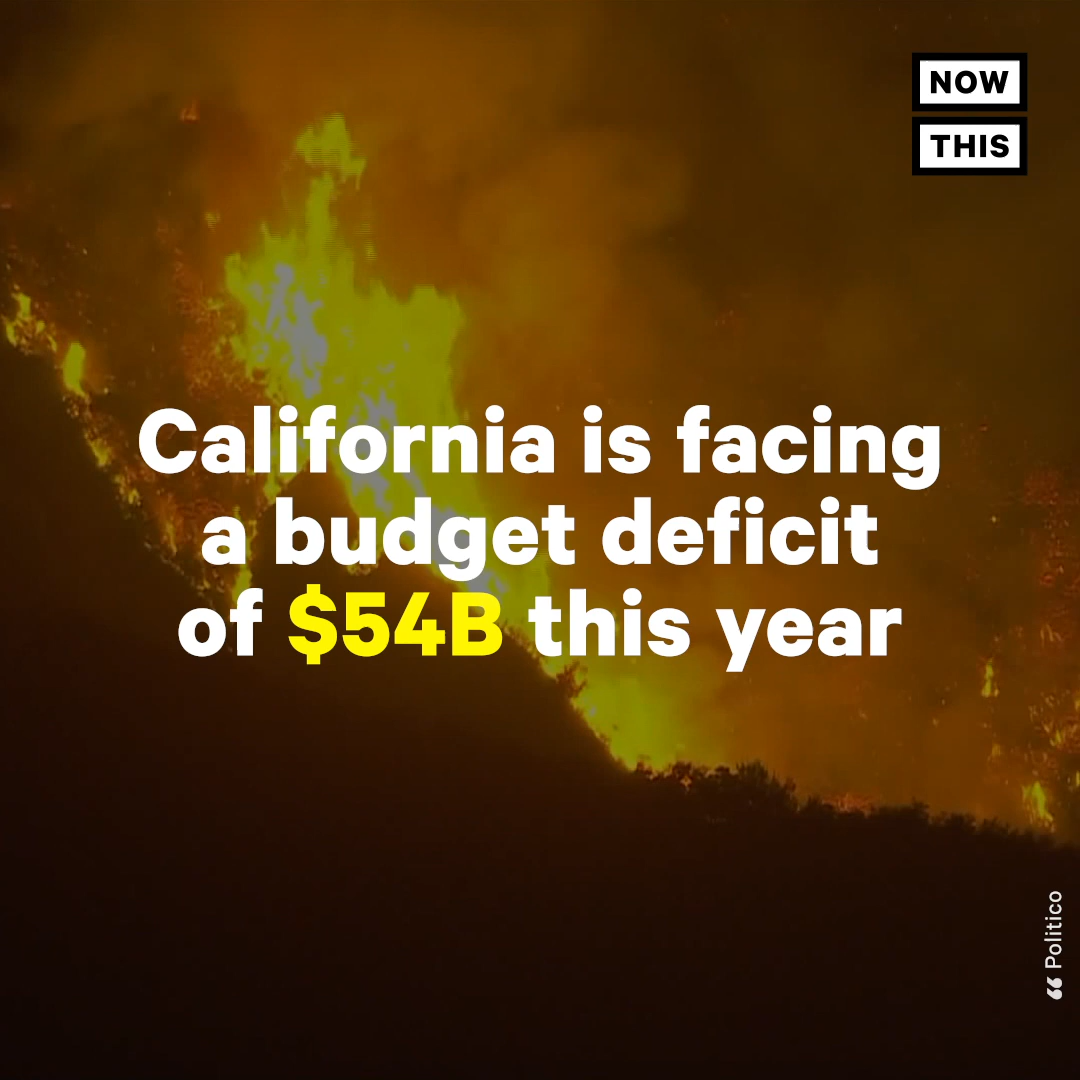 NOW
THIS
California is facing
a budget deficit
of $54B this year
❝ Politico